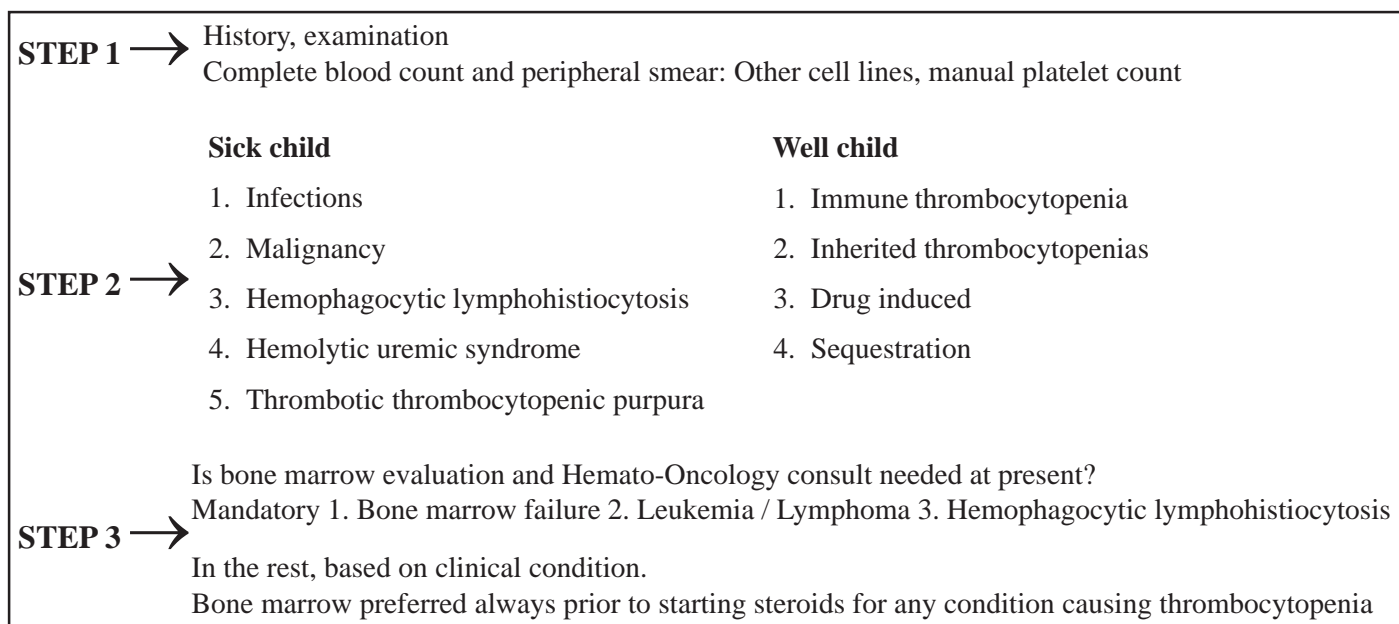 STEP 1 → History, examination
Complete blood count and peripheral smear: Other cell lines, manual platelet count
STEP 2 →
Sick child
1. Infections
2. Malignancy
3. Hemophagocytic lymphohistiocytosis
4. Hemolytic uremic syndrome
5. Thrombotic thrombocytopenic purpura
Well child
1. Immune thrombocytopenia
2. Inherited thrombocytopenias
3. Drug induced
4. Sequestration
STEP 3 →
Is bone marrow evaluation and Hemato-Oncology consult needed at present?
Mandatory 1. Bone marrow failure 2. Leukemia / Lymphoma 3. Hemophagocytic lymphohistiocytosis
In the rest, based on clinical condition.
Bone marrow preferred always prior to starting steroids for any condition causing thrombocytopenia